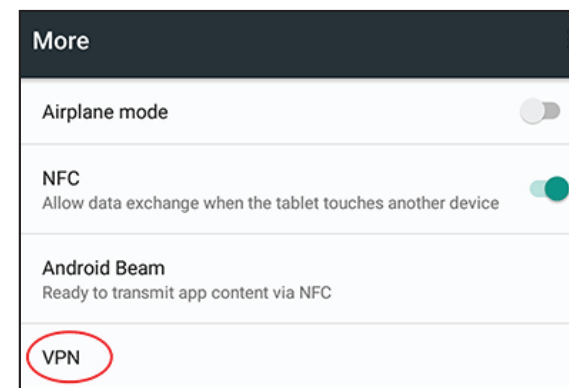 More
Airplane mode
NFC
Allow data exchange when the tablet touches another device
Android Beam
Ready to transmit app content via NFC
VPN